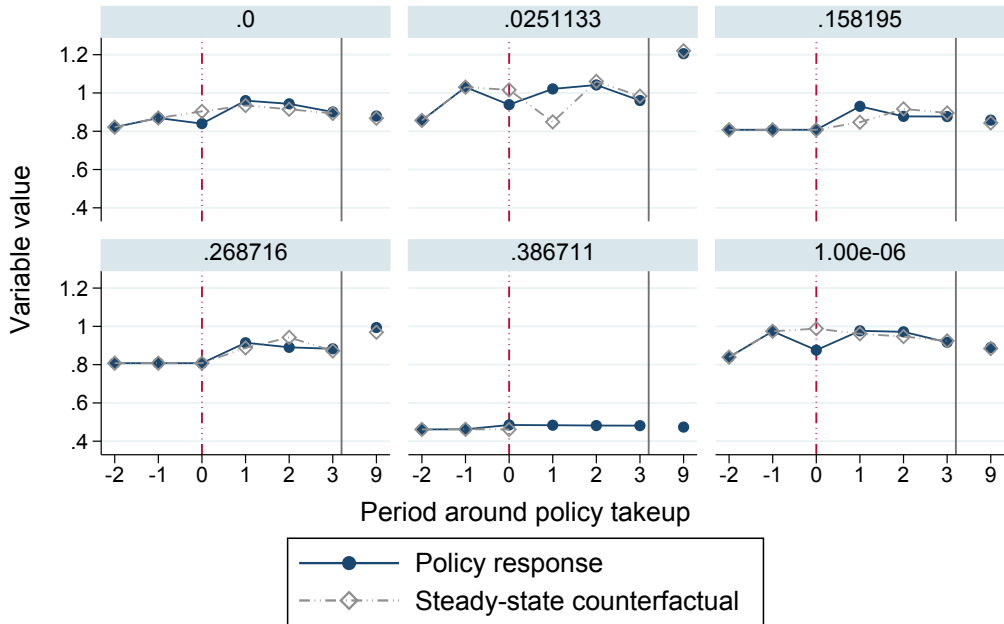 .0
.0251133
.158195
1.2
1
.8
.6
.4
.268716
.386711
1.00e-06
1.2
1
.8
.6
.4
Variable value
-2 -1 0 1 2 3 9
-2 -1 0 1 2 3 9
-2 -1 0 1 2 3 9
Period around policy takeup
Policy response
Steady-state counterfactual